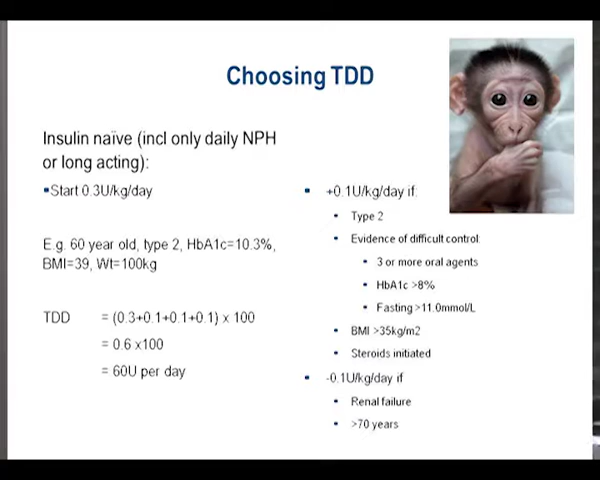 Choosing TDD
Insulin naïve (incl only daily NPH
or long acting):
▪Start 0.3U/kg/day
E.g. 60 year old, type 2, HbA1c=10.3%,
BMI=39, Wt=100kg
TDD = (0.3+0.1+0.1+0.1) x 100
= 0.6 x100
= 60U per day
▪ +0.1U/kg/day if:
• Type 2
• Evidence of difficult control:
• 3 or more oral agents
• HbA1c >8%
• Fasting >11.0mmol/L
• BMI >35kg/m2
• Steroids initiated
▪ -0.1U/kg/day if
• Renal failure
• >70 years